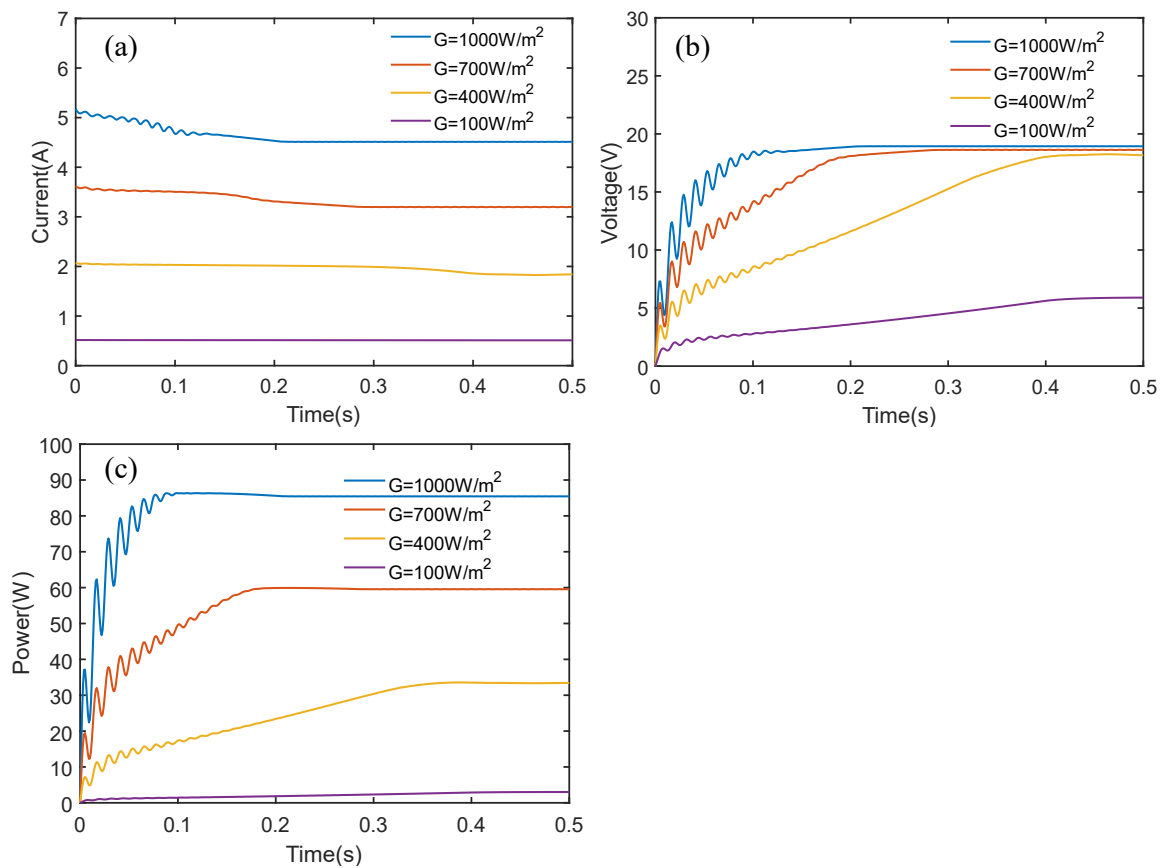 (a)
G=1000W/m²
G=700W/m²
G=400W/m²
G=100W/m²
7
6
5
4
3
2
1
0
Current(A)
0 0.1 0.2 0.3 0.4 0.5
Time(s)
(b)
G=1000W/m²
G=700W/m²
G=400W/m²
G=100W/m²
30
25
20
15
10
5
0
Voltage(V)
0 0.1 0.2 0.3 0.4 0.5
Time(s)
(c)
G=1000W/m²
G=700W/m²
G=400W/m²
G=100W/m²
100
90
80
70
60
50
40
30
20
10
0
Power(W)
0 0.1 0.2 0.3 0.4 0.5
Time(s)